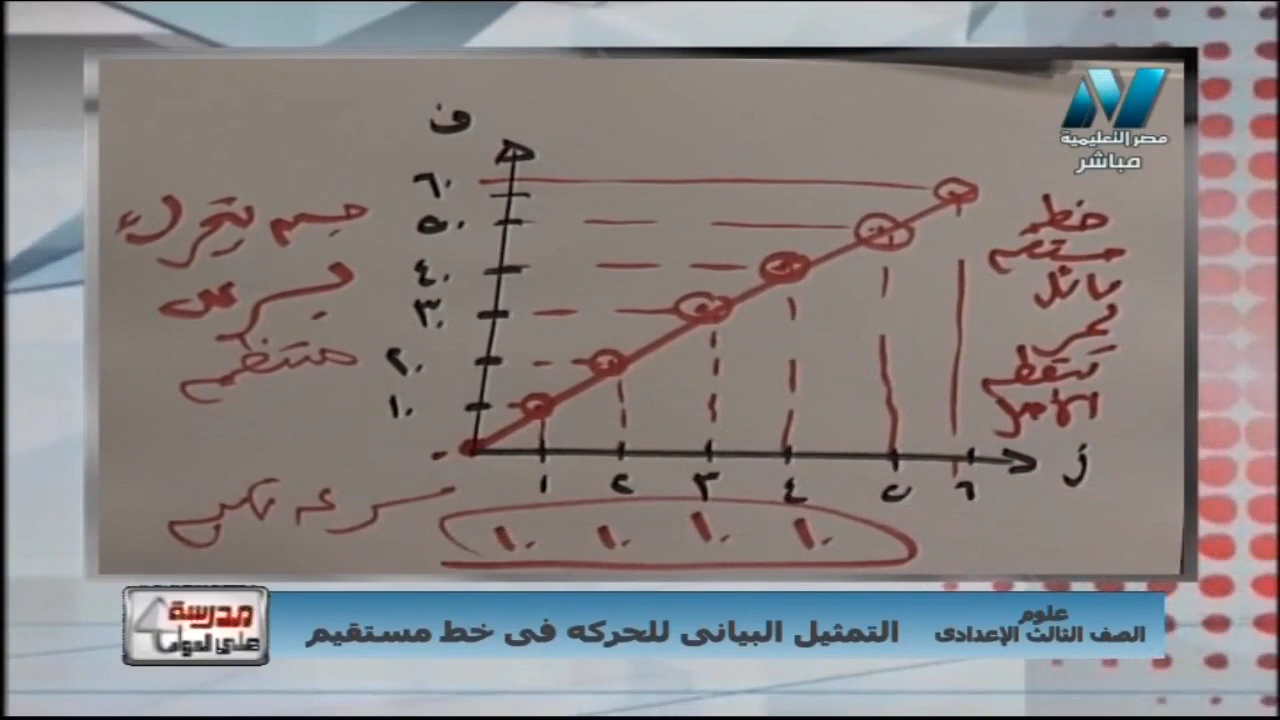 مصر التعليمية
مباشر
ف
٦٠
٥٠
٤٠
٣٠
٢٠
١٠
٠
ز
١ ٢ ٣ ٤ ٥ ٦
١٠ ١٠ ١٠ ١٠
جسم يتحرك
بسرعة
منتظمة
خط
مستقيم
مائل
يمر
بنقطة
الأصل
علوم
الصف الثالث الإعدادى
التمثيل البيانى للحركه فى خط مستقيم
مدرسة
على الهواء
4